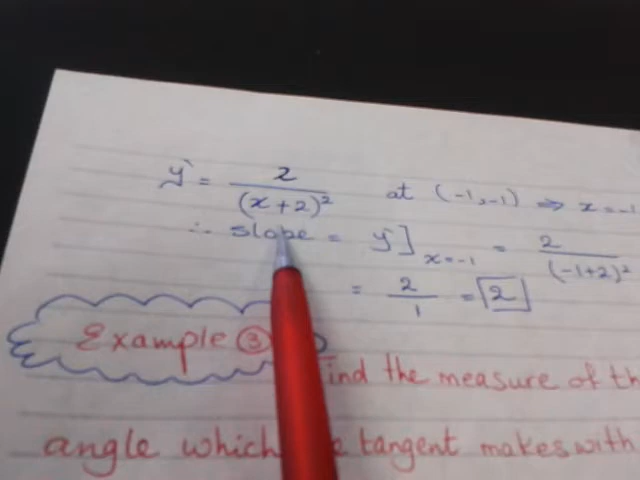 y' = 2/(x+2)² at (-1,-1) ⇒ x=-1
∴ slope = y']x=-1 = 2/(-1+2)²
= 2/1 = 2
Example ③ Find the measure of th
angle which tangent makes with